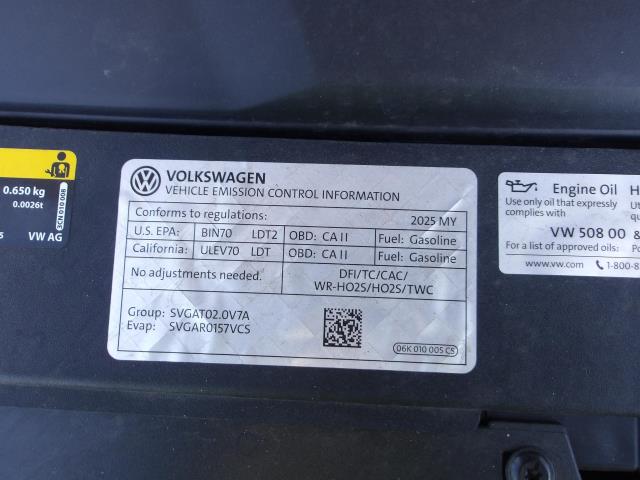 0.650 kg
0.0026t
VW AG
3CN 010 008
VOLKSWAGEN
VEHICLE EMISSION CONTROL INFORMATION
Conforms to regulations: 2025 MY
U.S. EPA: BIN70 LDT2 OBD: CA II Fuel: Gasoline
California: ULEV70 LDT OBD: CA II Fuel: Gasoline
No adjustments needed.
DFI/TC/CAC/
WR-HO2S/HO2S/TWC
Group: SVGAT02.0V7A
Evap: SVGAR0157VCS
06K 010 005 CS
Engine Oil
Use only oil that expressly
complies with
VW 508 00 &
For a list of approved oils:
www.vw.com 1-800-8